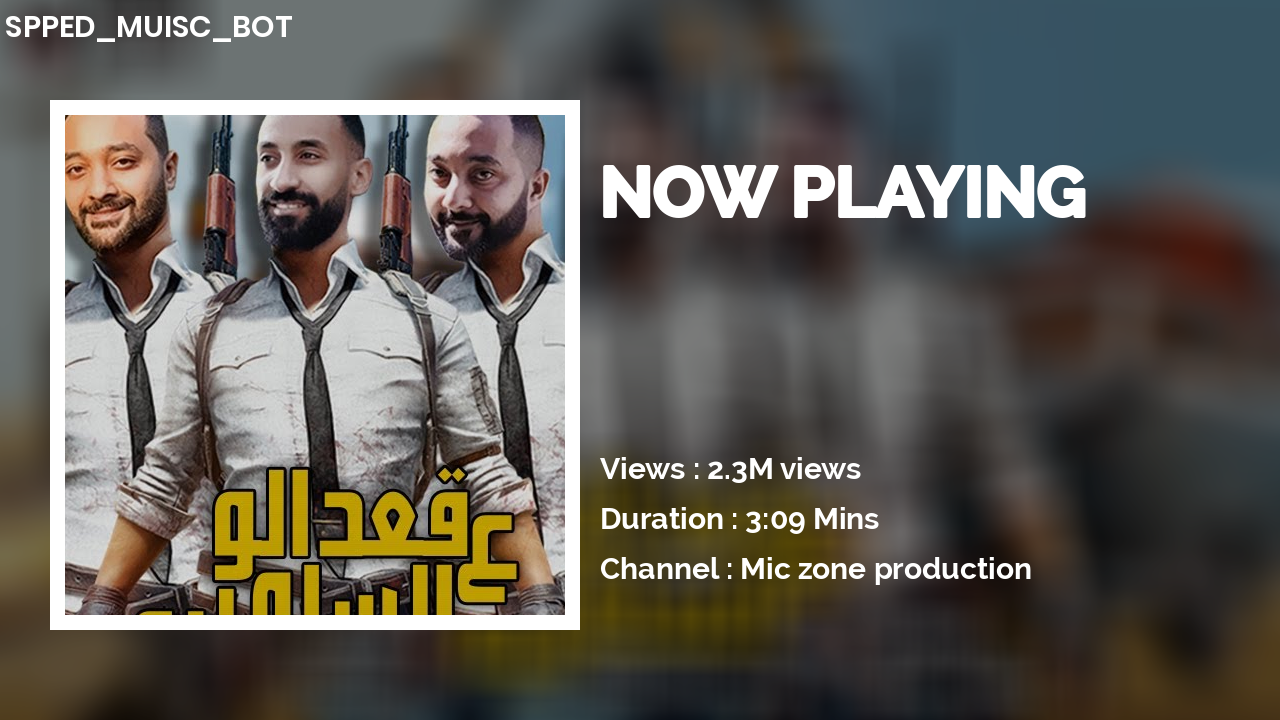 SPPED_MUISC_BOT
NOW PLAYING
قعدالو
ع
Views : 2.3M views
Duration : 3:09 Mins
Channel : Mic zone production